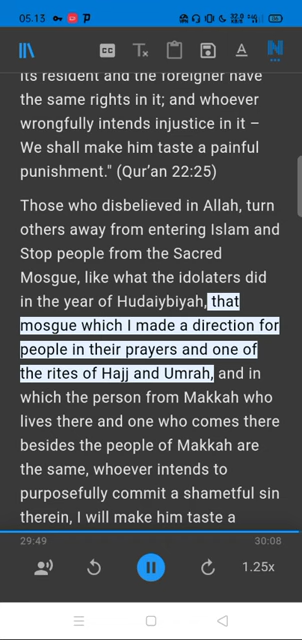 05.13
CC
A
N
its resident and the foreigner have
the same rights in it; and whoever
wrongfully intends injustice in it –
We shall make him taste a painful
punishment." (Qur'an 22:25)
Those who disbelieved in Allah, turn
others away from entering Islam and
Stop people from the Sacred
Mosgue, like what the idolaters did
in the year of Hudaiybiyah, that
mosgue which I made a direction for
people in their prayers and one of
the rites of Hajj and Umrah, and in
which the person from Makkah who
lives there and one who comes there
besides the people of Makkah are
the same, whoever intends to
purposefully commit a shametful sin
therein, I will make him taste a
29:49
30:08
1.25x